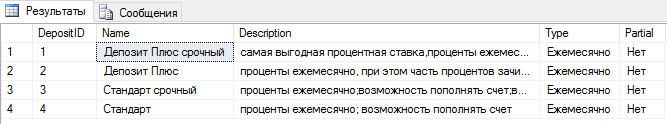 Результаты Сообщения
DepositID Name Description Type Partial
1 1 Депозит Плюс срочный самая выгодная процентная ставка,проценты ежемес... Ежемесячно Нет
2 2 Депозит Плюс проценты ежемесячно, при этом часть процентов зачи... Ежемесячно Нет
3 3 Стандарт срочный проценты ежемесячно;возможность пополнять счет;в... Ежемесячно Нет
4 4 Стандарт проценты ежемесячно; возможность пополнять счет Ежемесячно Нет